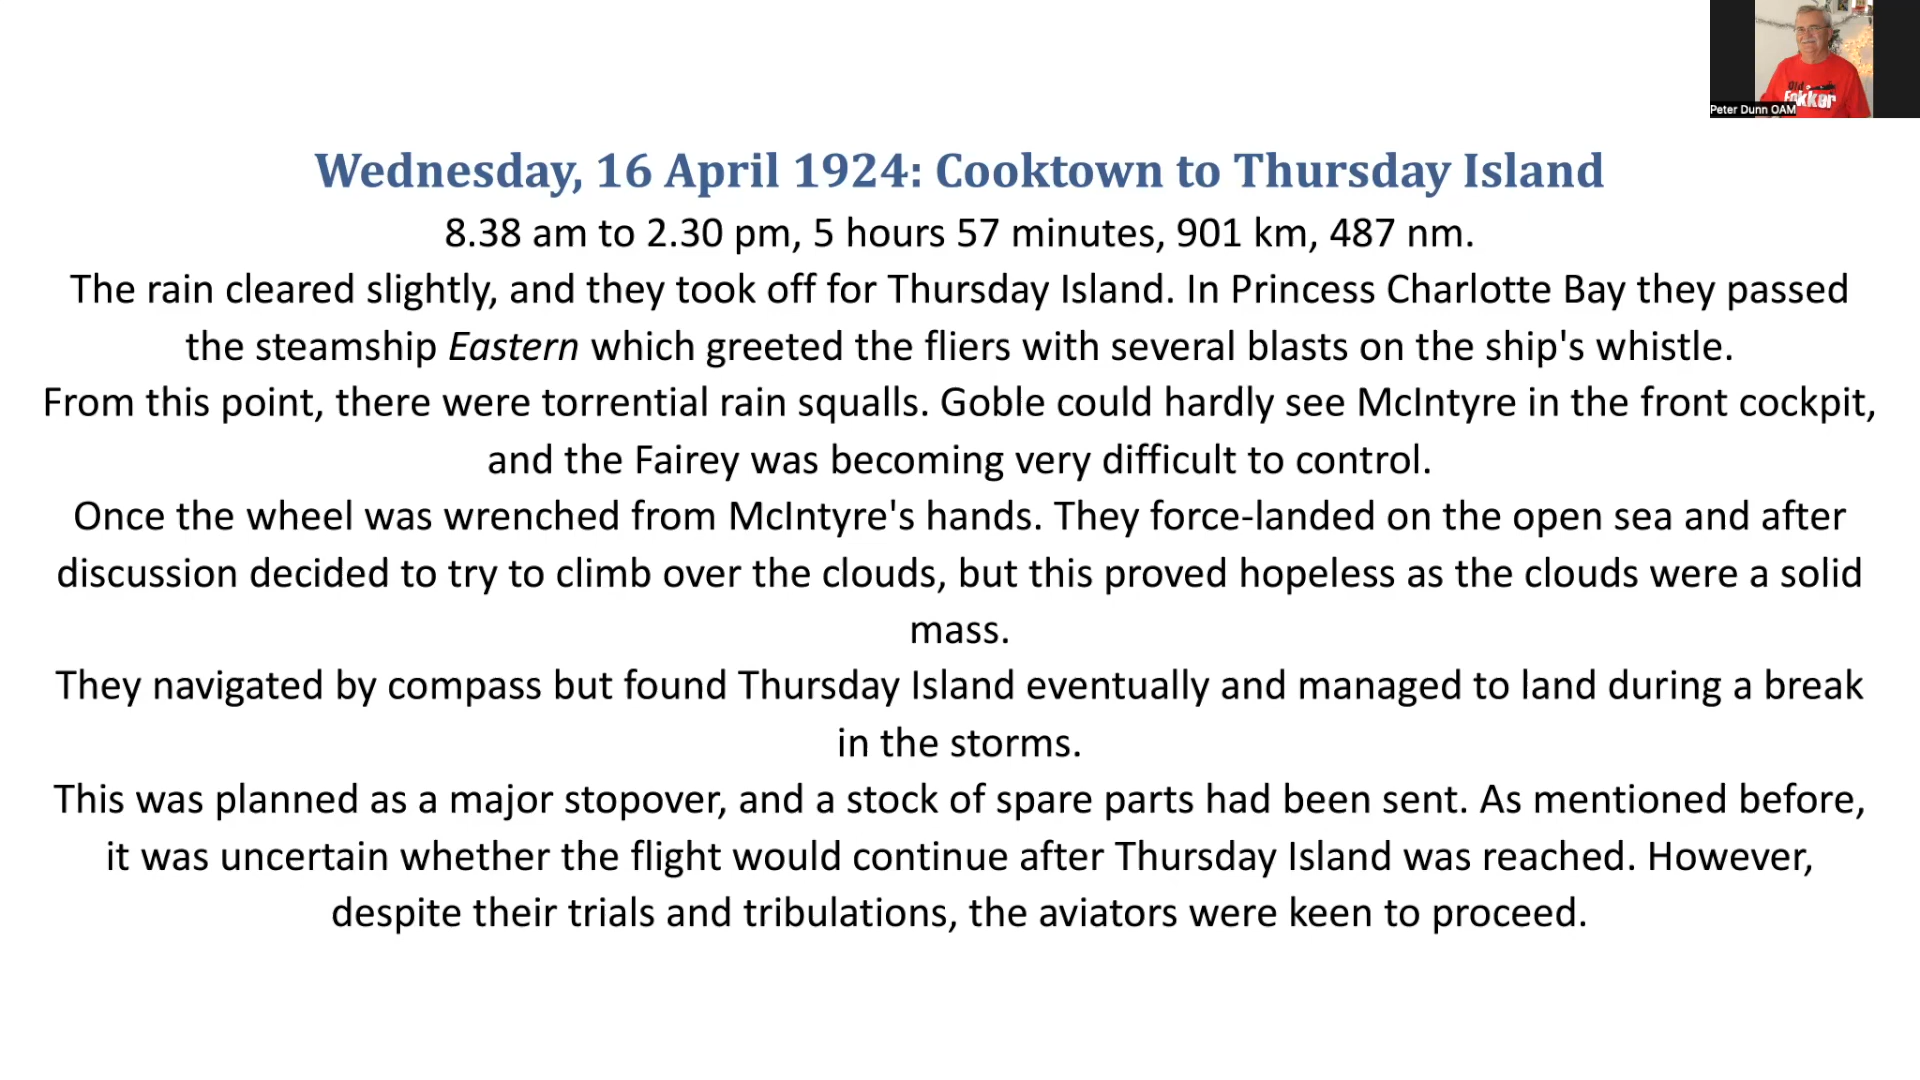 Old
Fokker
Peter Dunn OAM
Wednesday, 16 April 1924: Cooktown to Thursday Island
8.38 am to 2.30 pm, 5 hours 57 minutes, 901 km, 487 nm.
The rain cleared slightly, and they took off for Thursday Island. In Princess Charlotte Bay they passed
the steamship Eastern which greeted the fliers with several blasts on the ship's whistle.
From this point, there were torrential rain squalls. Goble could hardly see McIntyre in the front cockpit,
and the Fairey was becoming very difficult to control.
Once the wheel was wrenched from McIntyre's hands. They force-landed on the open sea and after
discussion decided to try to climb over the clouds, but this proved hopeless as the clouds were a solid
mass.
They navigated by compass but found Thursday Island eventually and managed to land during a break
in the storms.
This was planned as a major stopover, and a stock of spare parts had been sent. As mentioned before,
it was uncertain whether the flight would continue after Thursday Island was reached. However,
despite their trials and tribulations, the aviators were keen to proceed.